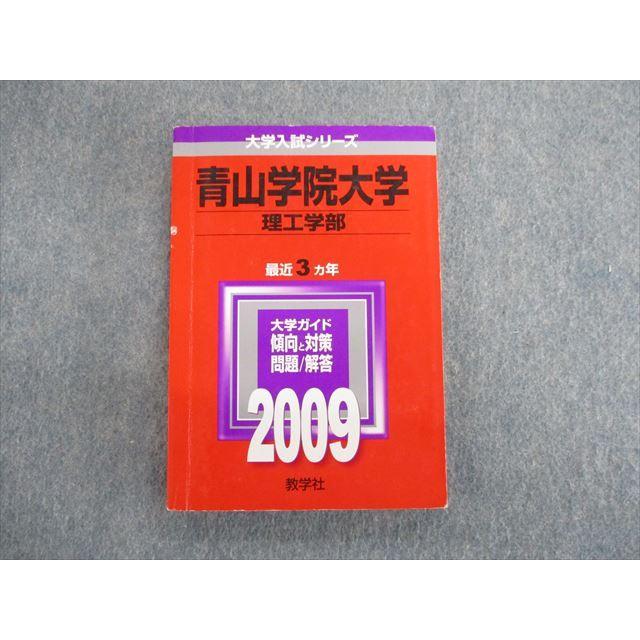 大学入試シリーズ
青山学院大学
理工学部
最近3ヵ年
大学ガイド
傾向と対策
問題/解答
2009
教学社